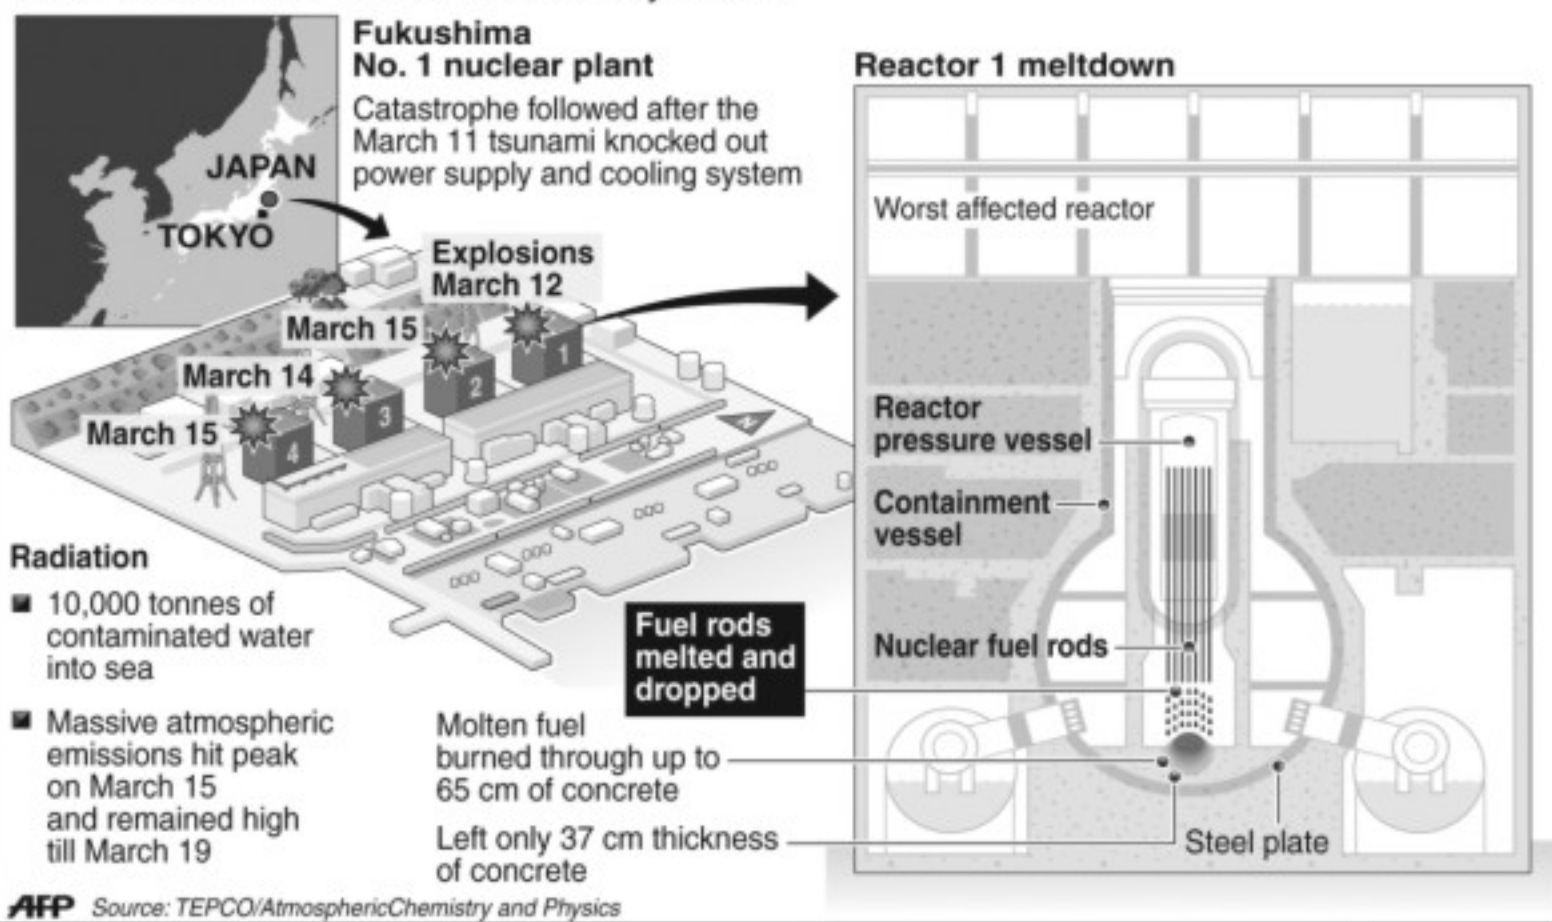 Fukushima
No. 1 nuclear plant
Catastrophe followed after the
March 11 tsunami knocked out
power supply and cooling system
JAPAN
TOKYO
Explosions
March 12
March 15
March 14
March 15
1
2
3
4
N
Radiation
10,000 tonnes of
contaminated water
into sea
Massive atmospheric
emissions hit peak
on March 15
and remained high
till March 19
Reactor 1 meltdown
Worst affected reactor
Reactor
pressure vessel
Containment
vessel
Nuclear fuel rods
Fuel rods
melted and
dropped
Molten fuel
burned through up to
65 cm of concrete
Left only 37 cm thickness
of concrete
Steel plate
AFP Source: TEPCO/AtmosphericChemistry and Physics